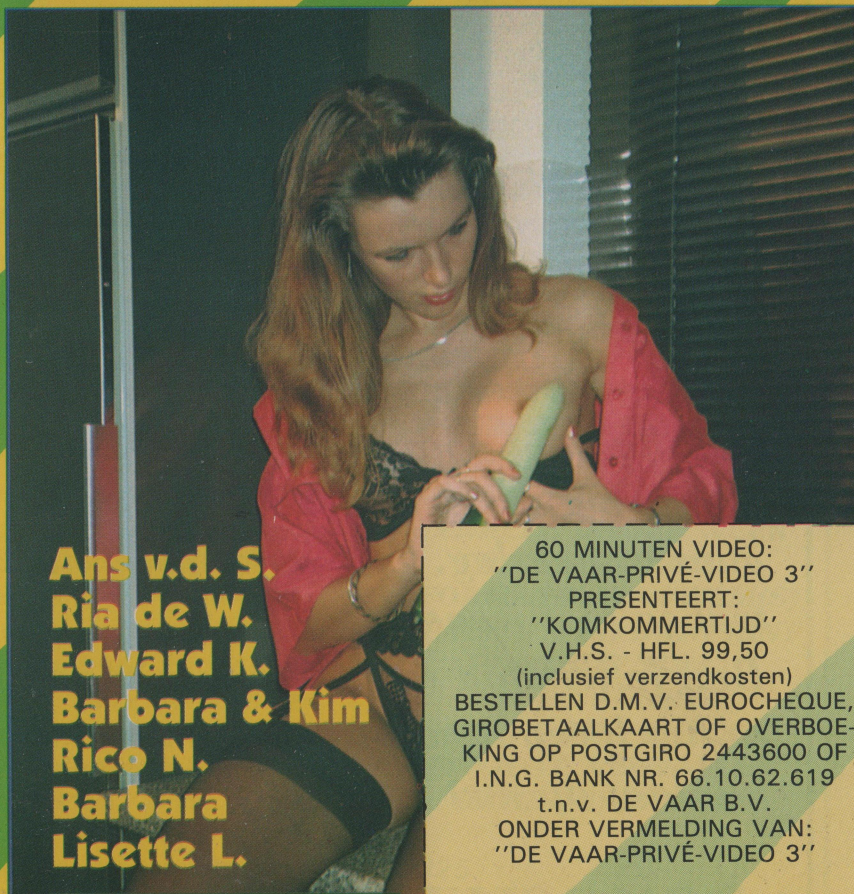 Ans v.d. S.
Ria de W.
Edward K.
Barbara & Kim
Rico N.
Barbara
Lisette L.
60 MINUTEN VIDEO:
''DE VAAR-PRIVÉ-VIDEO 3''
PRESENTEERT:
''KOMKOMMERTIJD''
V.H.S. - HFL. 99,50
(inclusief verzendkosten)
BESTELLEN D.M.V. EUROCHEQUE,
GIROBETAALKAART OF OVERBOE-
KING OP POSTGIRO 2443600 OF
I.N.G. BANK NR. 66.10.62.619
t.n.v. DE VAAR B.V.
ONDER VERMELDING VAN:
''DE VAAR-PRIVÉ-VIDEO 3''